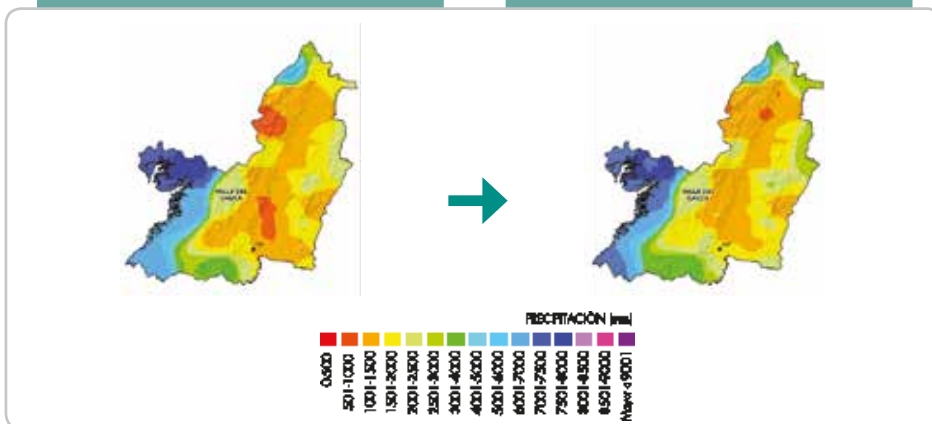 VALLE DEL
CAUCA
VALLE DEL
CAUCA
PRECIPITACIÓN (mm)
0-500
501-1000
1001-1500
1501-2000
2001-2500
2501-3000
3001-4000
4001-5000
5001-6000
6001-7000
7001-7500
7501-8000
8001-8500
8501-9000
Mayor a 9001